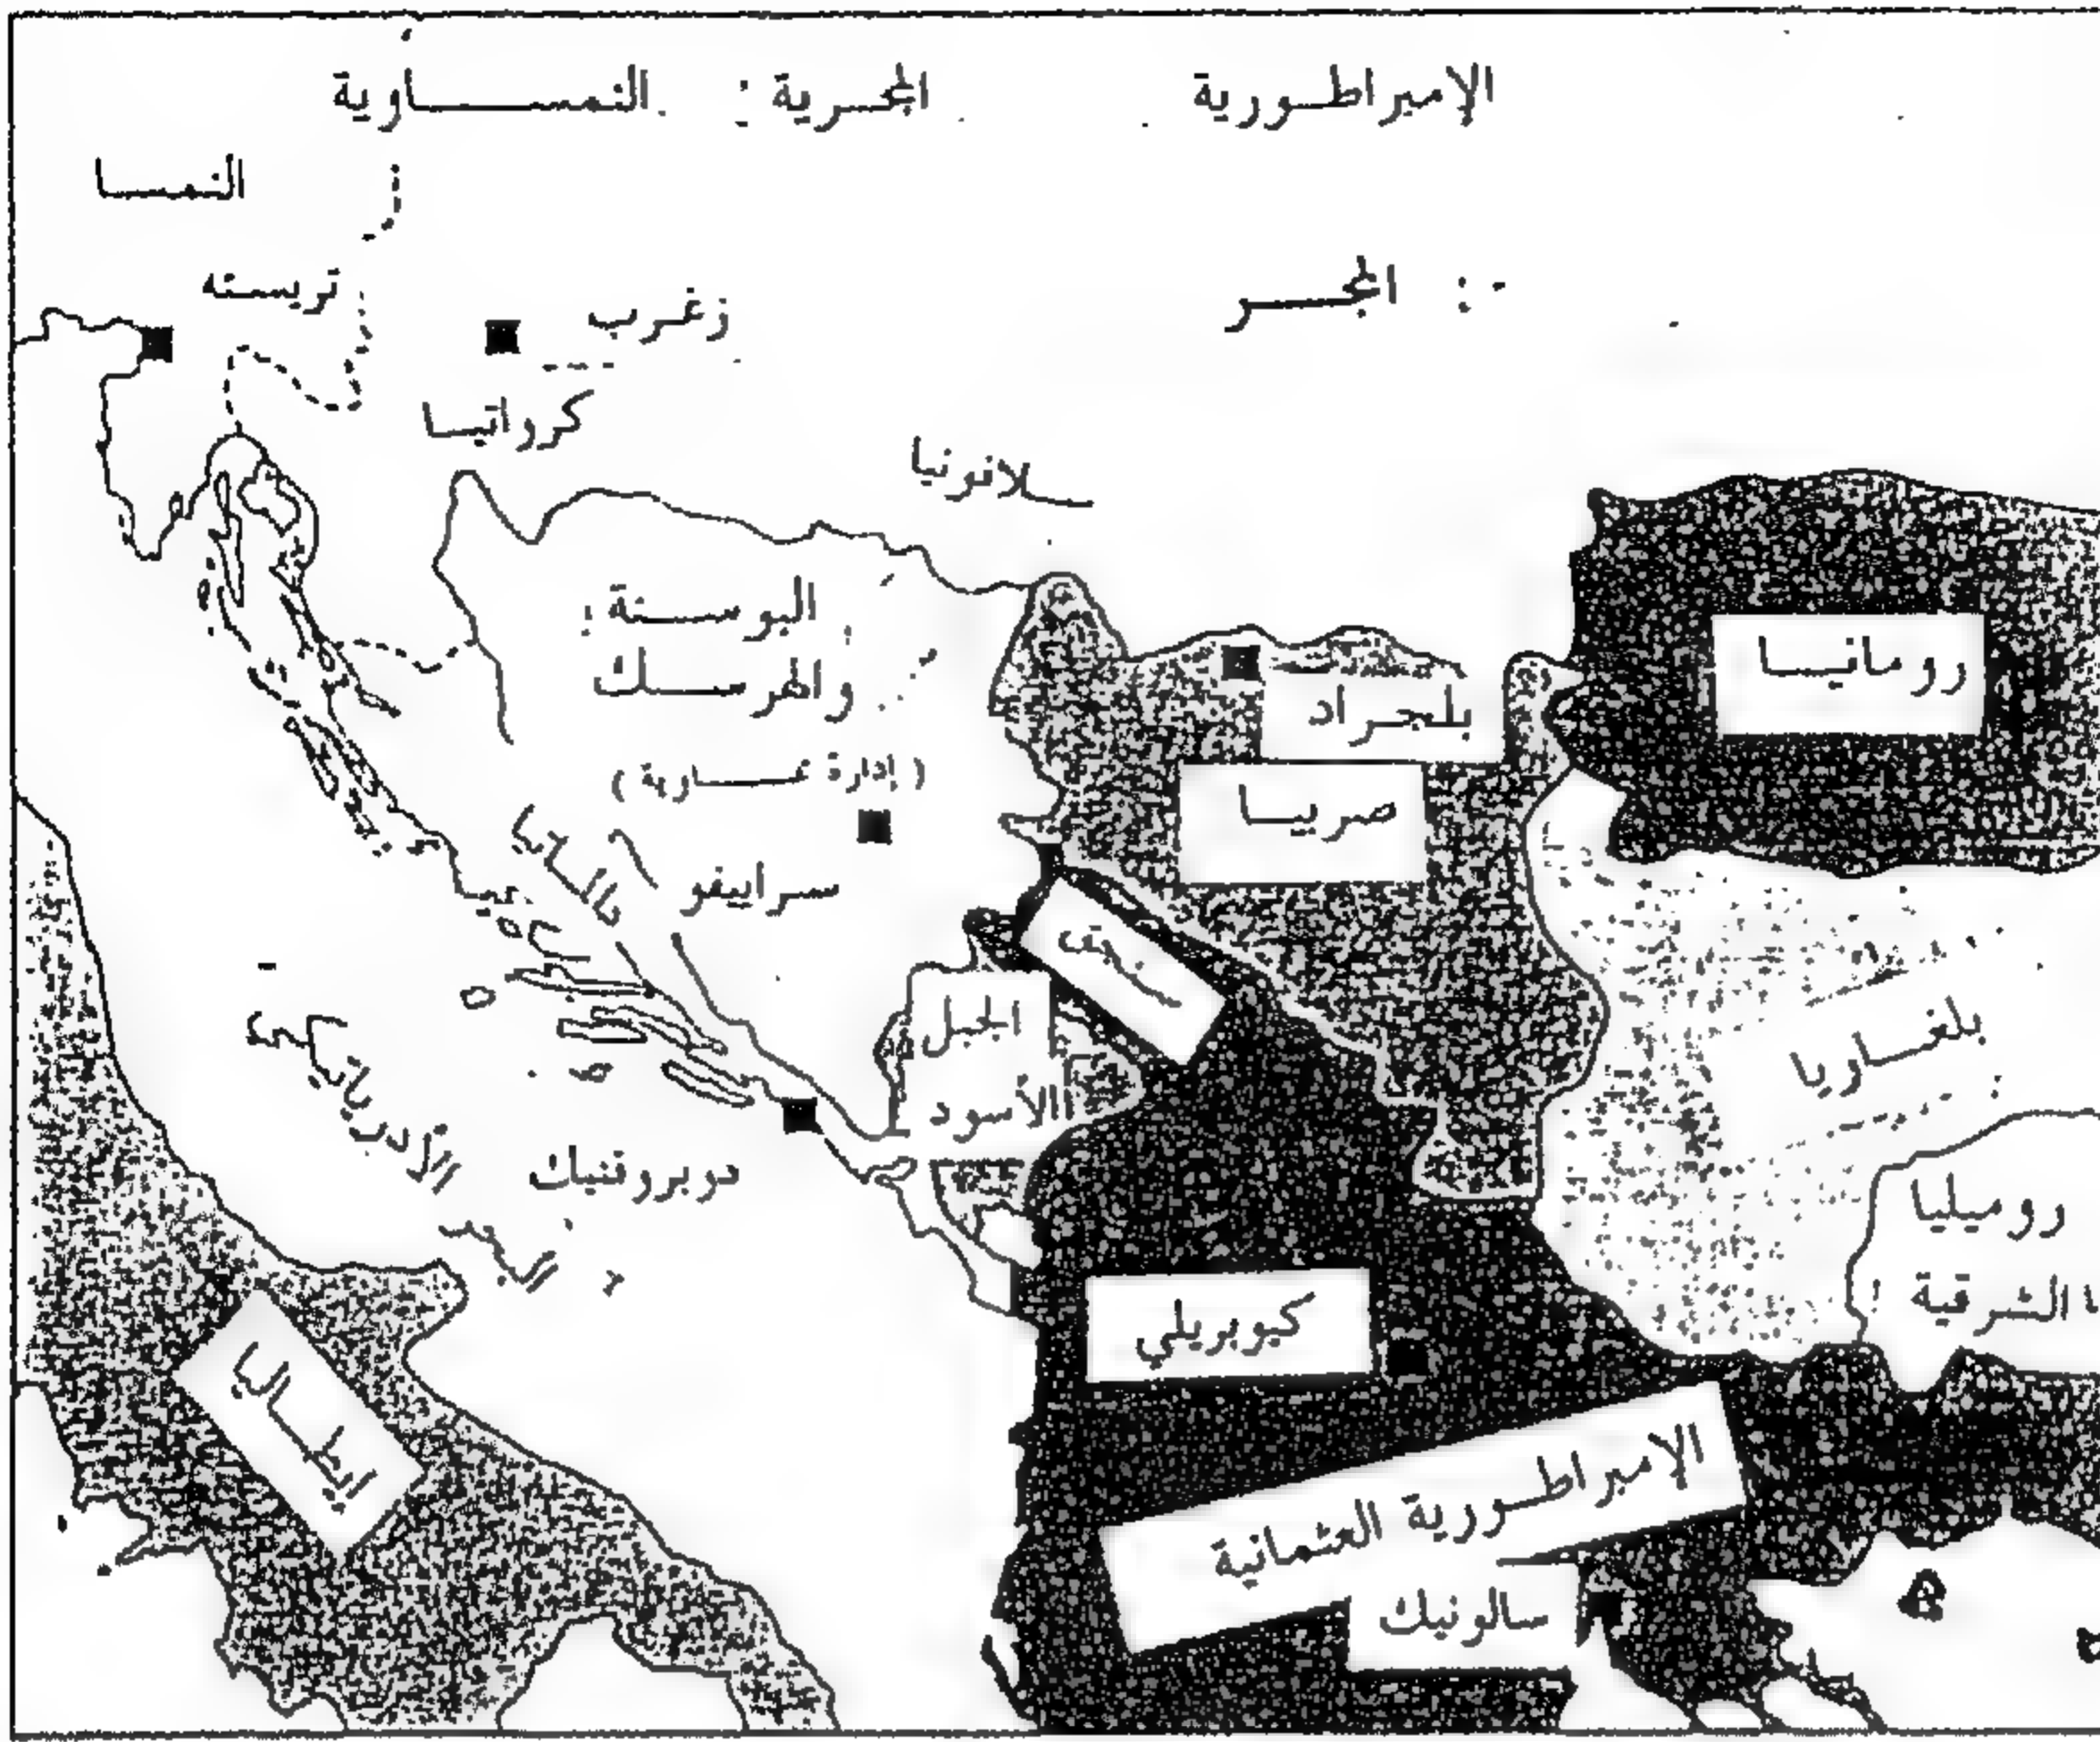 الإمبراطورية المجرية النمساوية
النمسا
تريسته
زغرب
المجر
كرواتيا
سلافونيا
البوسنة
والهرسك
(إدارة نمساوية)
سراييفو
دالماتيا
بلجراد
صربيا
رومانيا
سنجق
الجبل
الأسود
بلغاريا
روميليا
الشرقية
البحر الأدرياتيكي
دوبروفنيك
إيطاليا
كيوبريلي
الإمبراطورية العثمانية
سالونيك